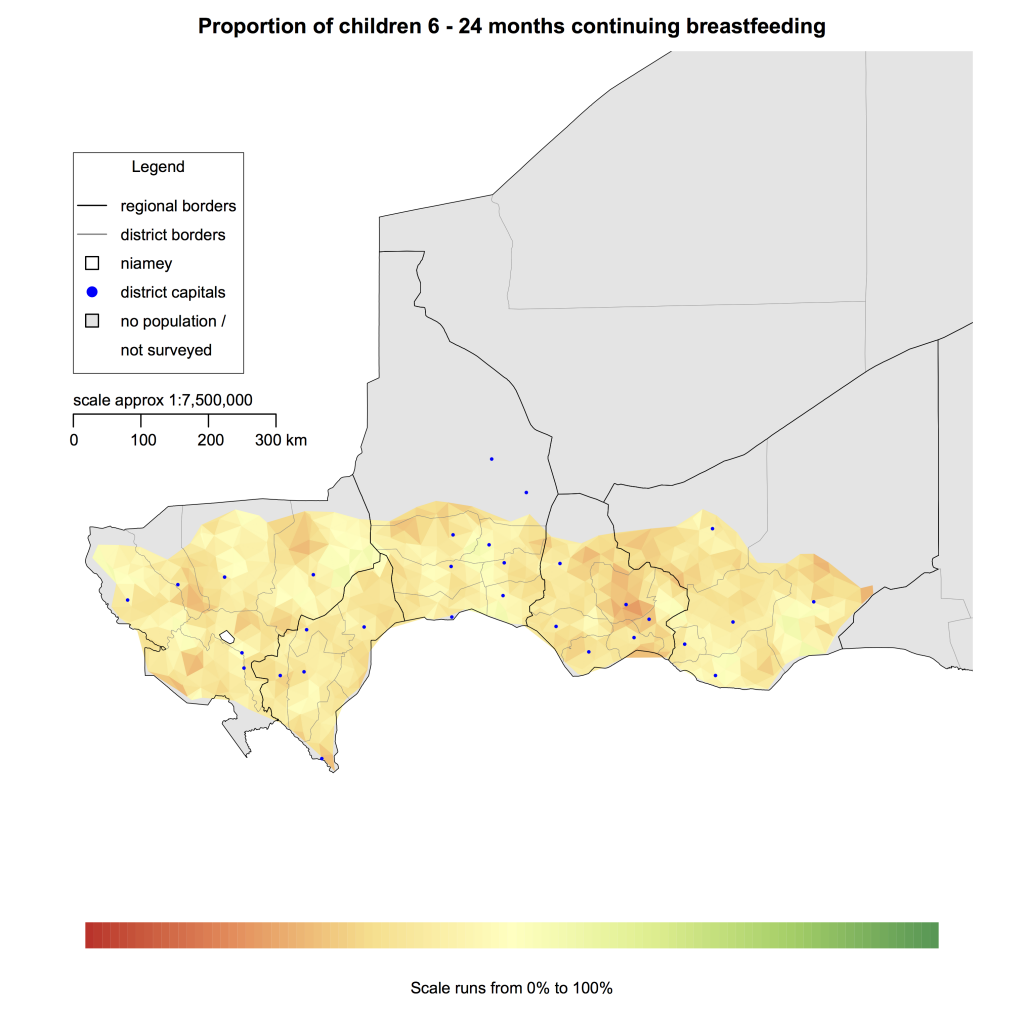 Proportion of children 6 - 24 months continuing breastfeeding
Legend
regional borders
district borders
niamey
district capitals
no population /
not surveyed
scale approx 1:7,500,000
0 100 200 300 km
Scale runs from 0% to 100%